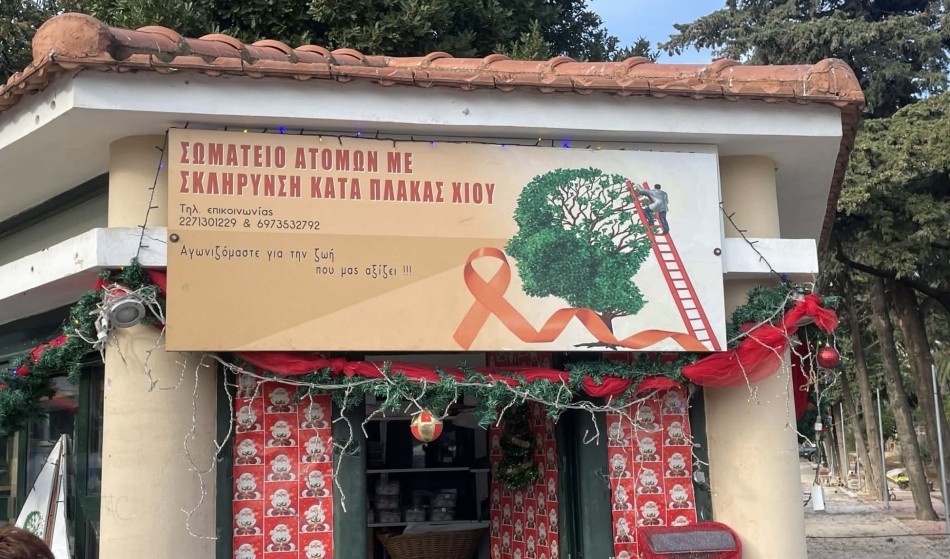 ΣΩΜΑΤΕΙΟ ΑΤΟΜΩΝ ΜΕ
ΣΚΛΗΡΥΝΣΗ ΚΑΤΑ ΠΛΑΚΑΣ ΧΙΟΥ
Τηλ. επικοινωνίας
2271301229 & 6973532792
Αγωνιζόμαστε για την ζωή
που μας αξίζει !!!